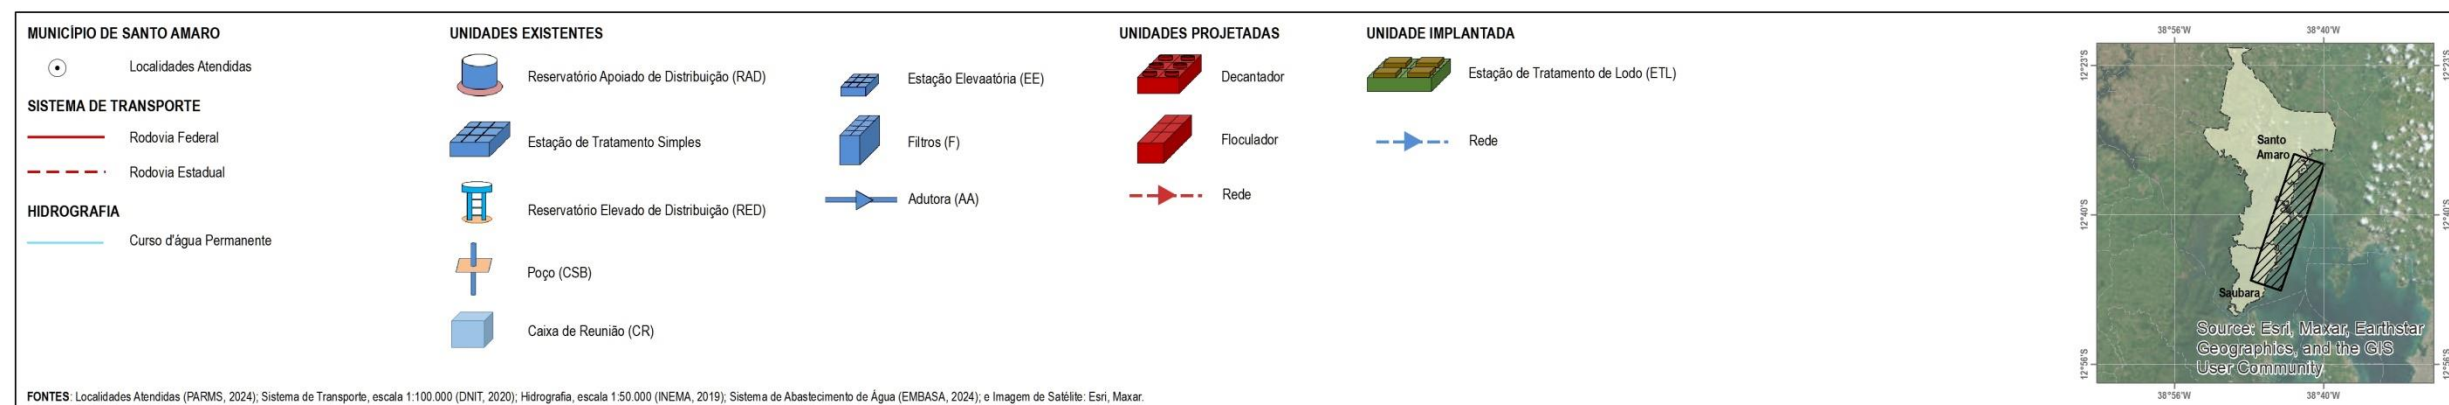 MUNICÍPIO DE SANTO AMARO
Localidades Atendidas
SISTEMA DE TRANSPORTE
Rodovia Federal
Rodovia Estadual
HIDROGRAFIA
Curso d'água Permanente
UNIDADES EXISTENTES
Reservatório Apoiado de Distribuição (RAD)
Estação de Tratamento Simples
Reservatório Elevado de Distribuição (RED)
Poço (CSB)
Caixa de Reunião (CR)
Estação Elevaatória (EE)
Filtros (F)
Adutora (AA)
UNIDADES PROJETADAS
Decantador
Floculador
Rede
UNIDADE IMPLANTADA
Estação de Tratamento de Lodo (ETL)
Rede
38°56'W 38°40'W
12°23'S 12°23'S
Santo
Amaro
12°40'S 12°40'S
Saubara
Source: Esri, Maxar, Earthstar
Geographics, and the GIS
User Community
12°56'S 12°56'S
38°56'W 38°40'W
FONTES: Localidades Atendidas (PARMS, 2024); Sistema de Transporte, escala 1:100.000 (DNIT, 2020); Hidrografia, escala 1:50.000 (INEMA, 2019); Sistema de Abastecimento de Água (EMBASA, 2024); e Imagem de Satélite: Esri, Maxar.